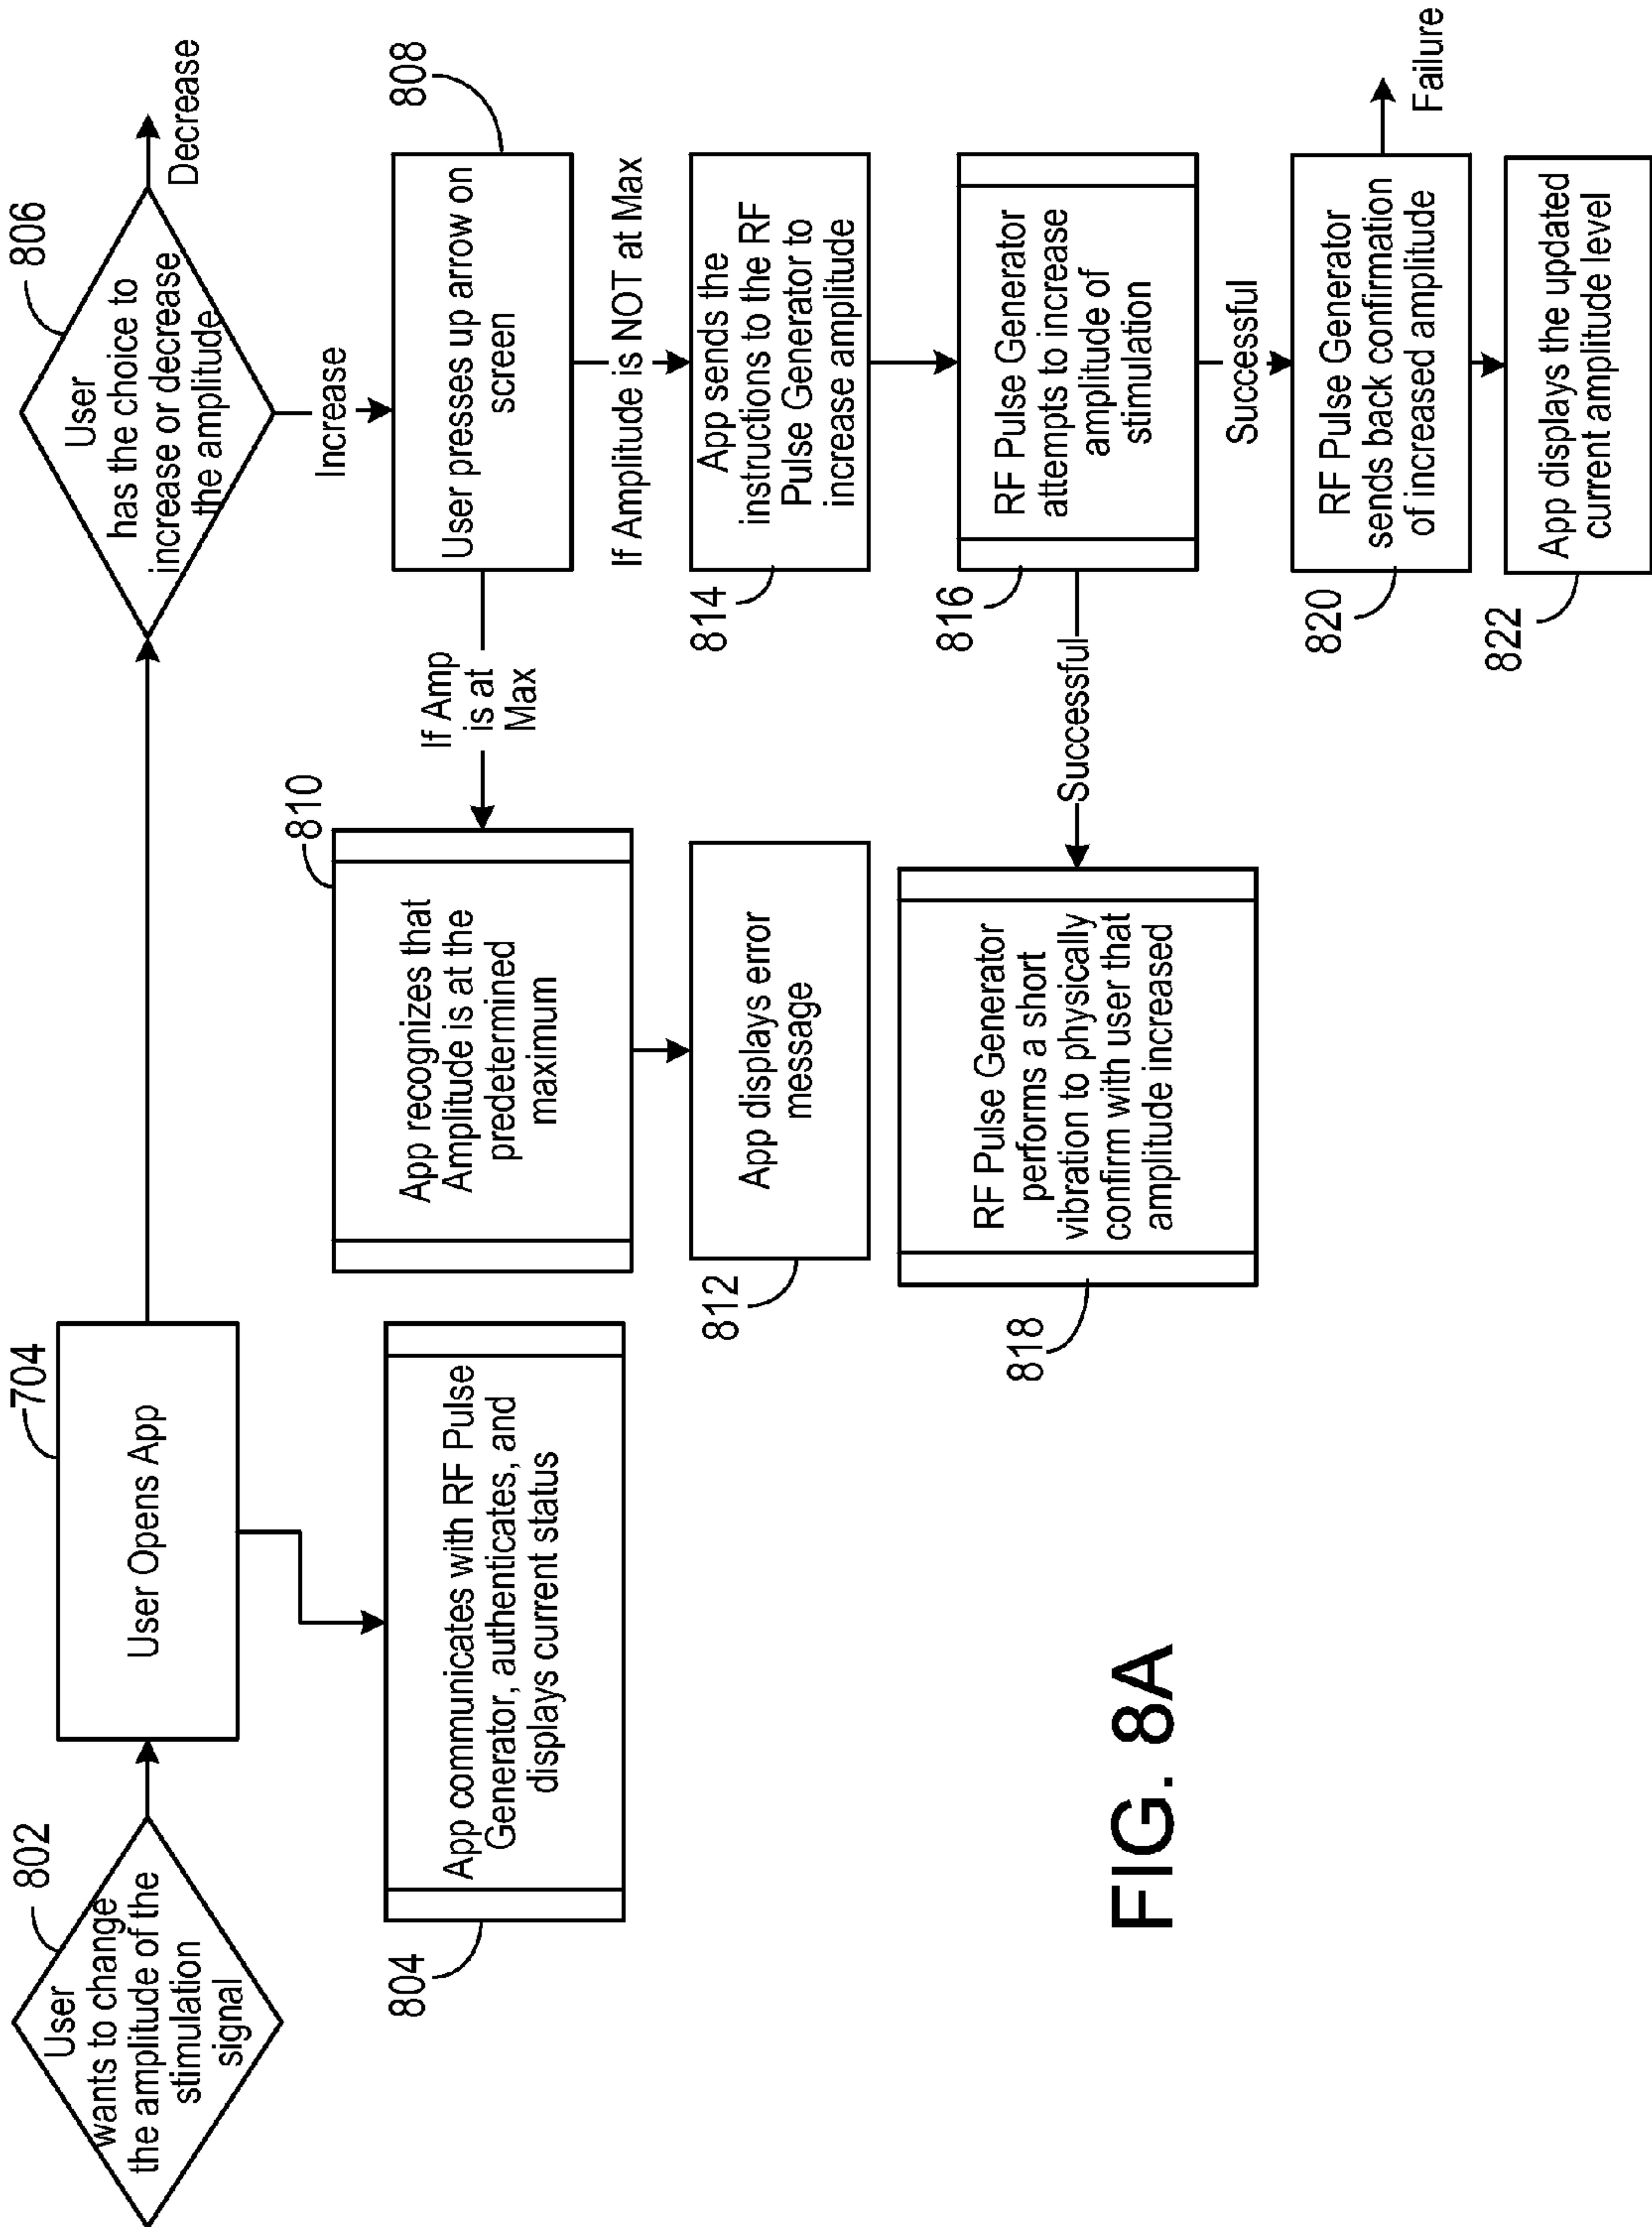 User
wants to change
the amplitude of the
stimulation
signal
802
User Opens App
704
App communicates with RF Pulse
Generator, authenticates, and
displays current status
804
User
has the choice to
increase or decrease
the amplitude
806
Decrease
Increase
User presses up arrow on
screen
808
If Amp
is at
Max
App recognizes that
Amplitude is at the
predetermined
maximum
810
App displays error
message
812
If Amplitude is NOT at Max
App sends the
instructions to the RF
Pulse Generator to
increase amplitude
814
RF Pulse Generator
attempts to increase
amplitude of
stimulation
816
Successful
RF Pulse Generator
performs a short
vibration to physically
confirm with user that
amplitude increased
818
Successful
RF Pulse Generator
sends back confirmation
of increased amplitude
820
Failure
App displays the updated
current amplitude level
822
FIG. 8A